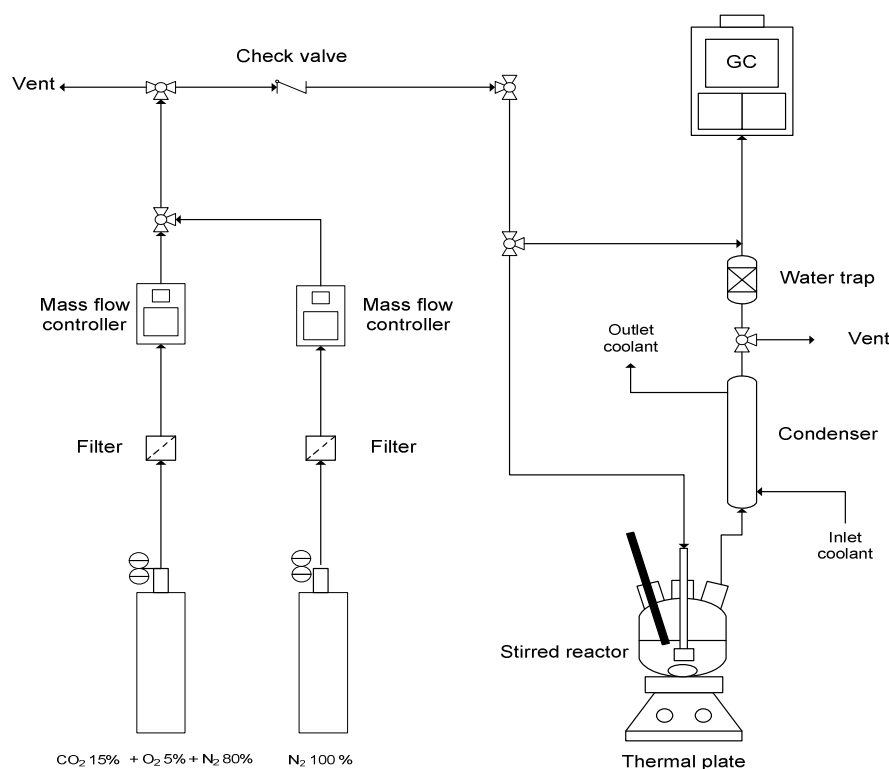 GC
Check valve
Vent
Water trap
Mass flow
controller
Mass flow
controller
Outlet
coolant
Vent
Condenser
Filter
Filter
Inlet
coolant
Stirred reactor
CO₂ 15% + O₂ 5% + N₂ 80%
N₂ 100 %
Thermal plate